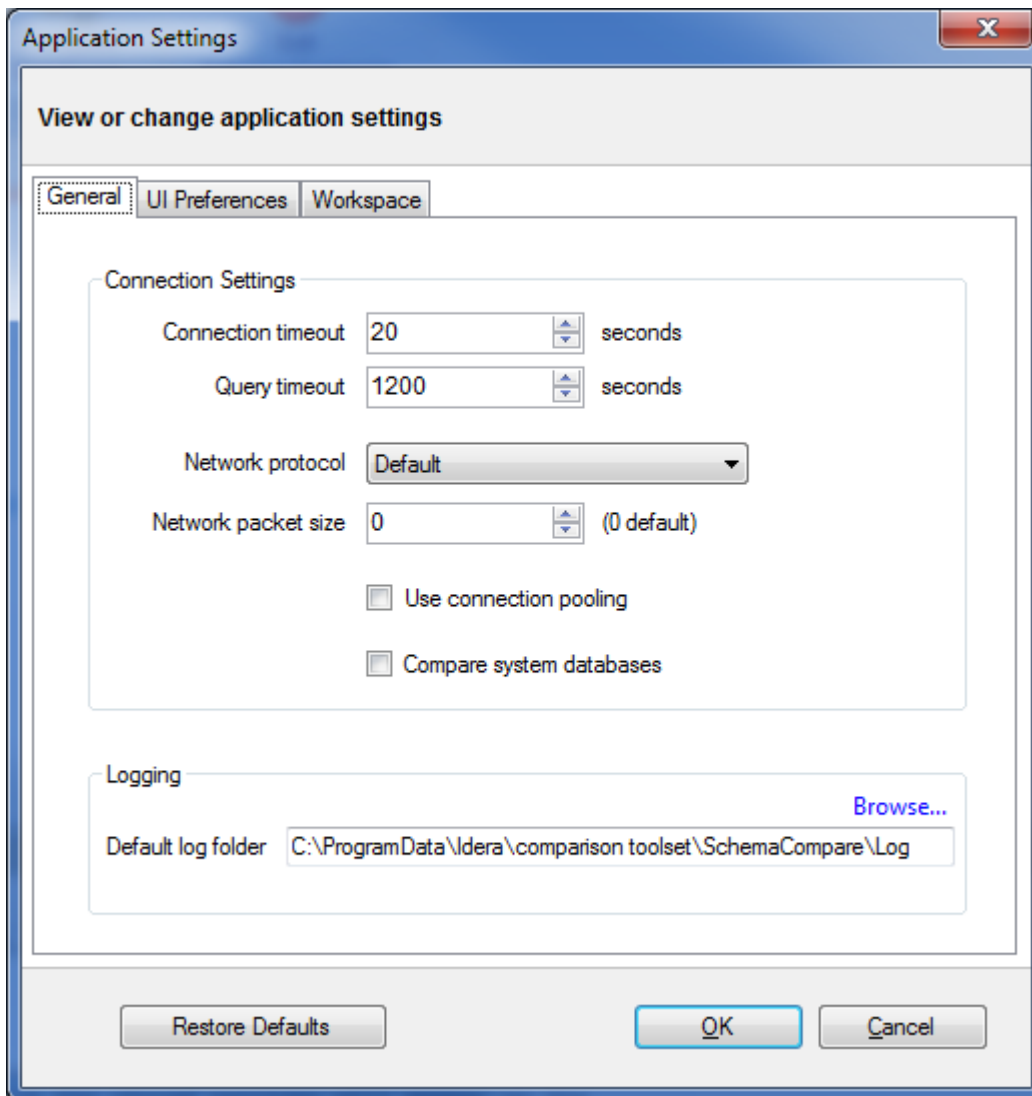 Application Settings
View or change application settings
General UI Preferences Workspace
Connection Settings
Connection timeout 20 seconds
Query timeout 1200 seconds
Network protocol Default
Network packet size 0 (0 default)
Use connection pooling
Compare system databases
Logging
Browse...
Default log folder C:\ProgramData\Idera\comparison toolset\SchemaCompare\Log
Restore Defaults OK Cancel